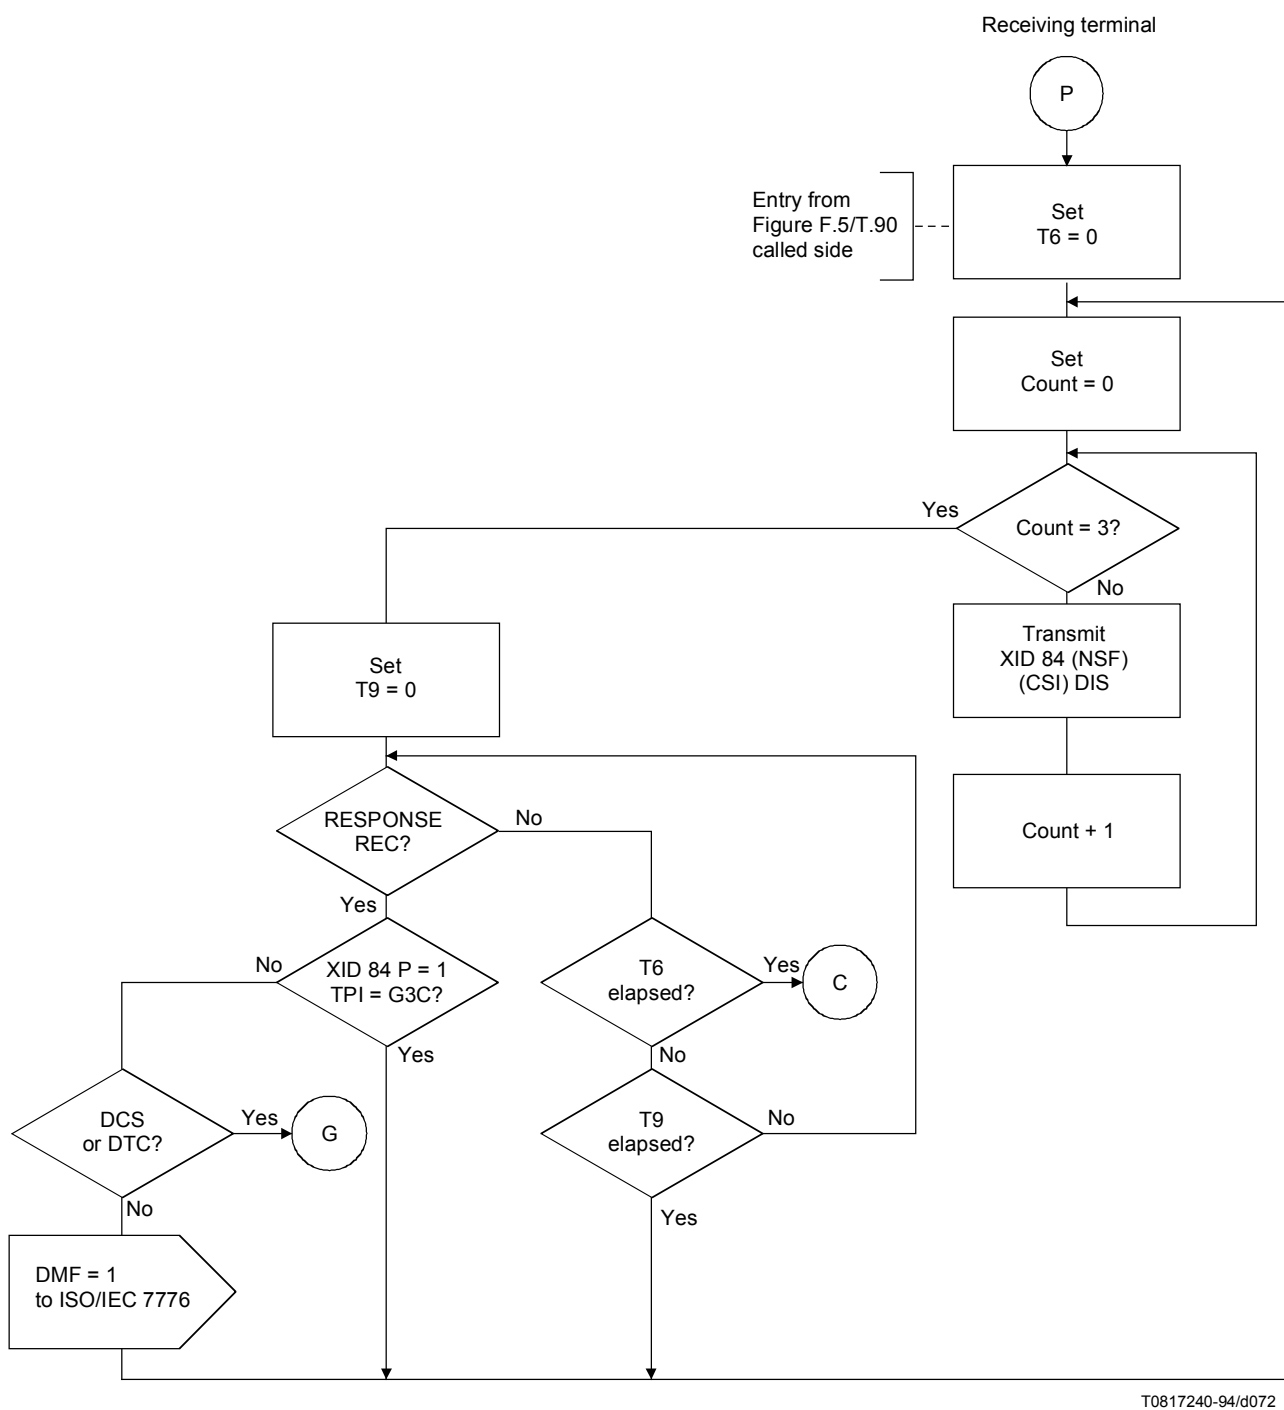 Receiving terminal
P
Entry from
Figure F.5/T.90
called side
Set
T6 = 0
Set
Count = 0
Yes
Count = 3?
No
Transmit
XID 84 (NSF)
(CSI) DIS
Count + 1
Set
T9 = 0
RESPONSE
REC?
No
Yes
No
XID 84 P = 1
TPI = G3C?
Yes
T6
elapsed?
Yes
C
No
DCS
or DTC?
Yes
G
No
T9
elapsed?
No
Yes
DMF = 1
to ISO/IEC 7776
T0817240-94/d072